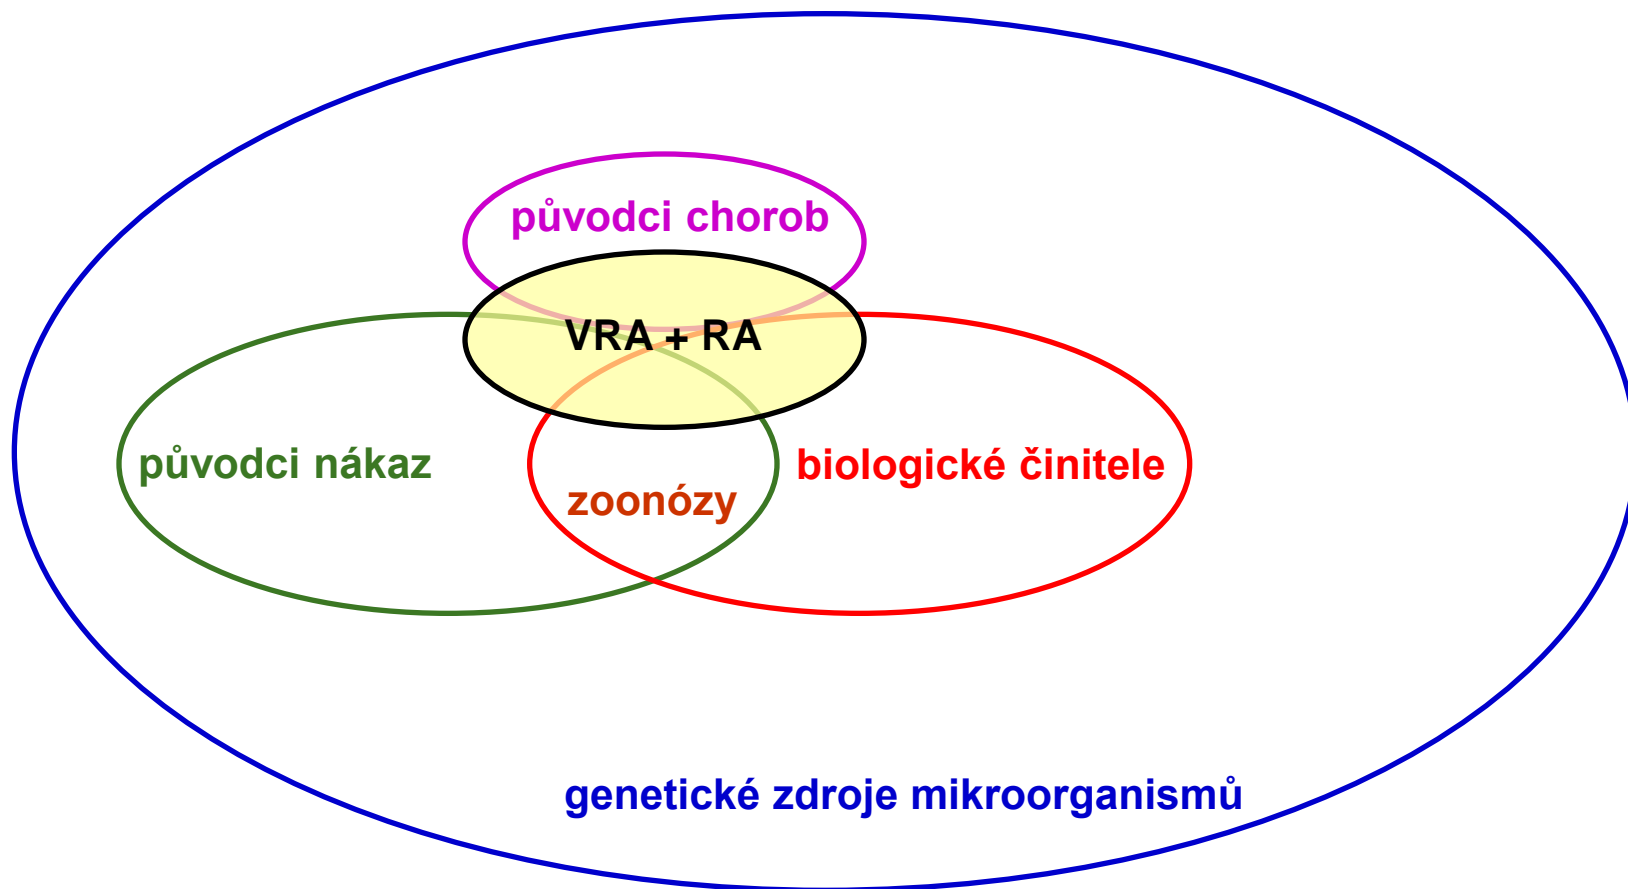 původci chorob
VRA + RA
původci nákaz
biologické činitele
zoonózy
genetické zdroje mikroorganismů